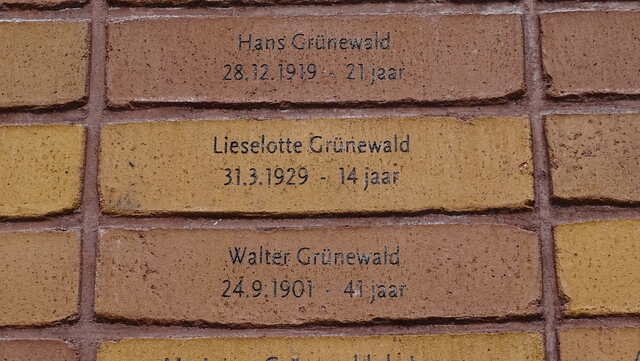 Hans Grünewald
28.12.1919 - 21 jaar
Lieselotte Grünewald
31.3.1929 - 14 jaar
Walter Grünewald
24.9.1901 - 41 jaar